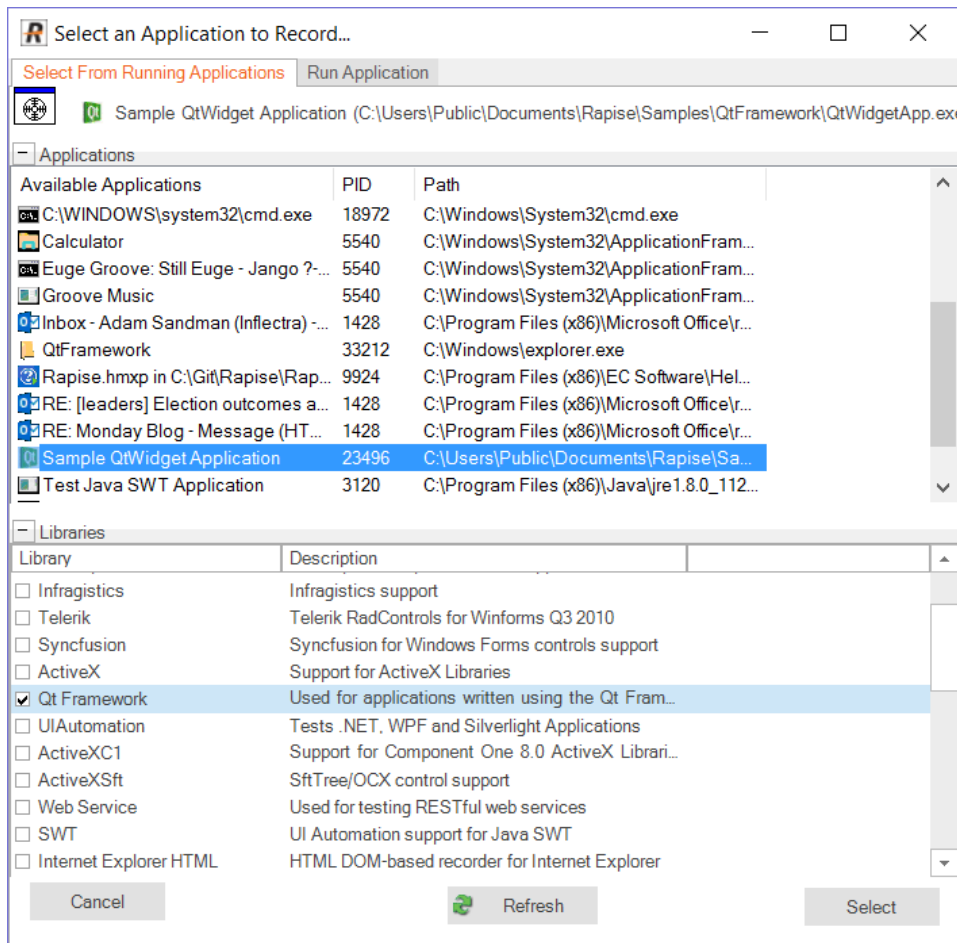 Select an Application to Record...
Select From Running Applications Run Application
Sample QtWidget Application (C:\Users\Public\Documents\Rapise\Samples\QtFramework\QtWidgetApp.ex
Applications
Available Applications PID Path
C:\WINDOWS\system32\cmd.exe 18972 C:\Windows\System32\cmd.exe
Calculator 5540 C:\Windows\System32\ApplicationFram...
Euge Groove: Still Euge - Jango ?-... 5540 C:\Windows\System32\ApplicationFram...
Groove Music 5540 C:\Windows\System32\ApplicationFram...
Inbox - Adam Sandman (Inflectra) -... 1428 C:\Program Files (x86)\Microsoft Office\r...
QtFramework 33212 C:\Windows\explorer.exe
Rapise.hmxp in C:\Git\Rapise\Rap... 9924 C:\Program Files (x86)\EC Software\Hel...
RE: [leaders] Election outcomes a... 1428 C:\Program Files (x86)\Microsoft Office\r...
RE: Monday Blog - Message (HT... 1428 C:\Program Files (x86)\Microsoft Office\r...
Sample QtWidget Application 23496 C:\Users\Public\Documents\Rapise\Sa...
Test Java SWT Application 3120 C:\Program Files (x86)\Java\jre1.8.0_112...
Libraries
Library Description
Infragistics Infragistics support
Telerik Telerik RadControls for Winforms Q3 2010
Syncfusion Syncfusion for Windows Forms controls support
ActiveX Support for ActiveX Libraries
Qt Framework Used for applications written using the Qt Fram...
UIAutomation Tests .NET, WPF and Silverlight Applications
ActiveXC1 Support for Component One 8.0 ActiveX Librari...
ActiveXSft SftTree/OCX control support
Web Service Used for testing RESTful web services
SWT UI Automation support for Java SWT
Internet Explorer HTML HTML DOM-based recorder for Internet Explorer
Cancel Refresh Select